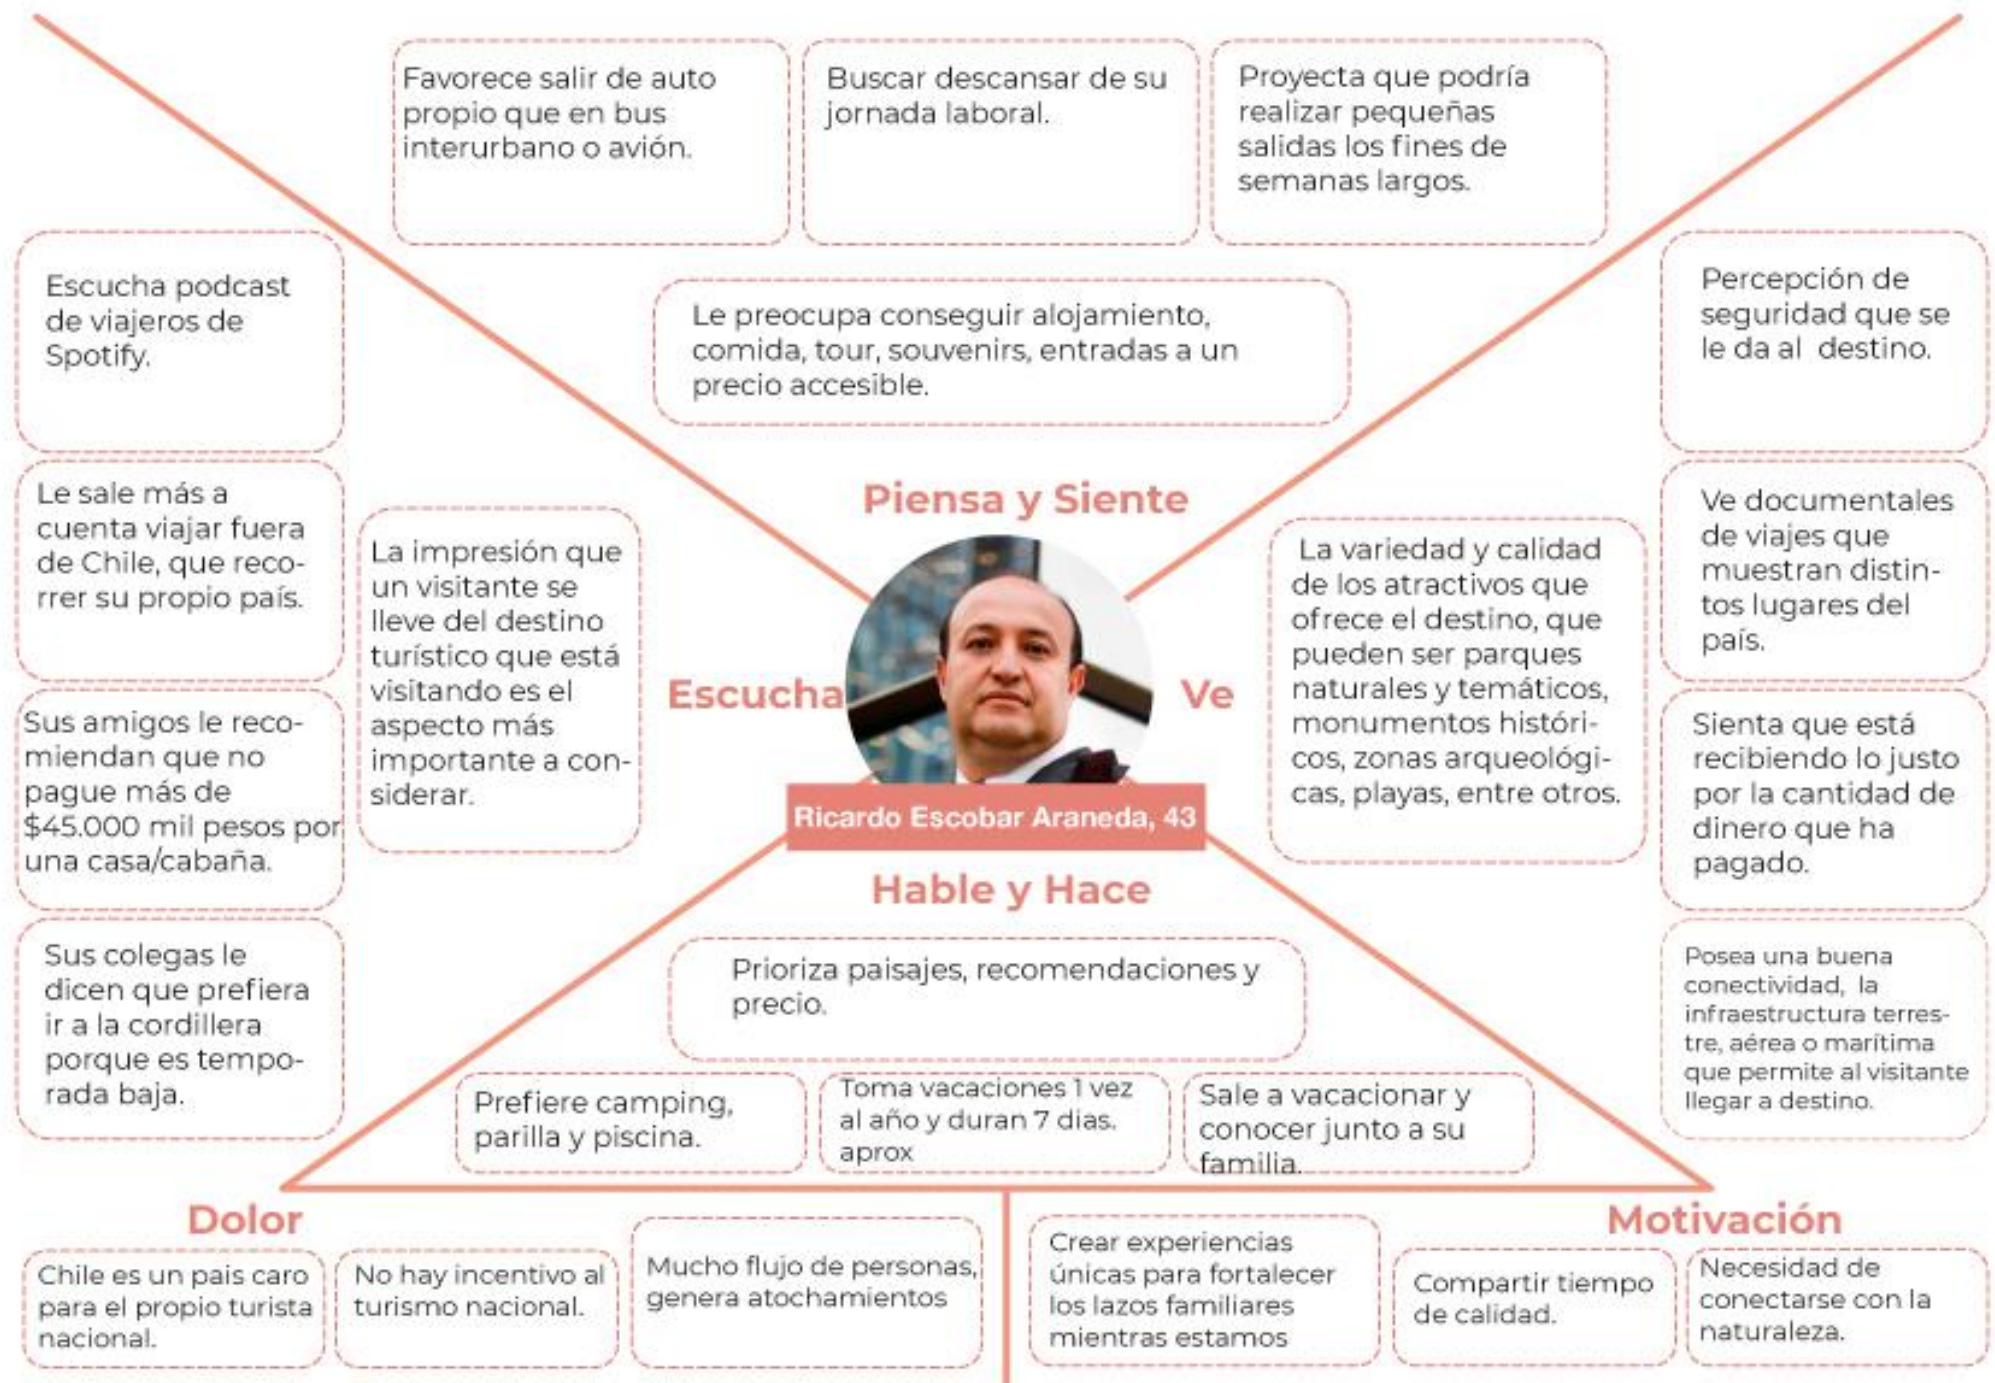 Favorece salir de auto
propio que en bus
interurbano o avión.
Buscar descansar de su
jornada laboral.
Proyecta que podría
realizar pequeñas
salidas los fines de
semanas largos.
Le preocupa conseguir alojamiento,
comida, tour, souvenirs, entradas a un
precio accesible.
Piensa y Siente
Escucha podcast
de viajeros de
Spotify.
Le sale más a
cuenta viajar fuera
de Chile, que reco-
rrer su propio país.
Sus amigos le reco-
miendan que no
pague más de
$45.000 mil pesos por
una casa/cabaña.
Sus colegas le
dicen que prefiera
ir a la cordillera
porque es tempo-
rada baja.
La impresión que
un visitante se
lleve del destino
turístico que está
visitando es el
aspecto más
importante a con-
siderar.
Escucha
Ricardo Escobar Araneda, 43
Ve
La variedad y calidad
de los atractivos que
ofrece el destino, que
pueden ser parques
naturales y temáticos,
monumentos históri-
cos, zonas arqueológi-
cas, playas, entre otros.
Percepción de
seguridad que se
le da al destino.
Ve documentales
de viajes que
muestran distin-
tos lugares del
país.
Sienta que está
recibiendo lo justo
por la cantidad de
dinero que ha
pagado.
Posea una buena
conectividad, la
infraestructura terres-
tre, aérea o marítima
que permite al visitante
llegar a destino.
Hable y Hace
Prioriza paisajes, recomendaciones y
precio.
Prefiere camping,
parilla y piscina.
Toma vacaciones 1 vez
al año y duran 7 dias.
aprox
Sale a vacacionar y
conocer junto a su
familia.
Dolor
Chile es un pais caro
para el propio turista
nacional.
No hay incentivo al
turismo nacional.
Mucho flujo de personas,
genera atochamientos
Motivación
Crear experiencias
únicas para fortalecer
los lazos familiares
mientras estamos
Compartir tiempo
de calidad.
Necesidad de
conectarse con la
naturaleza.